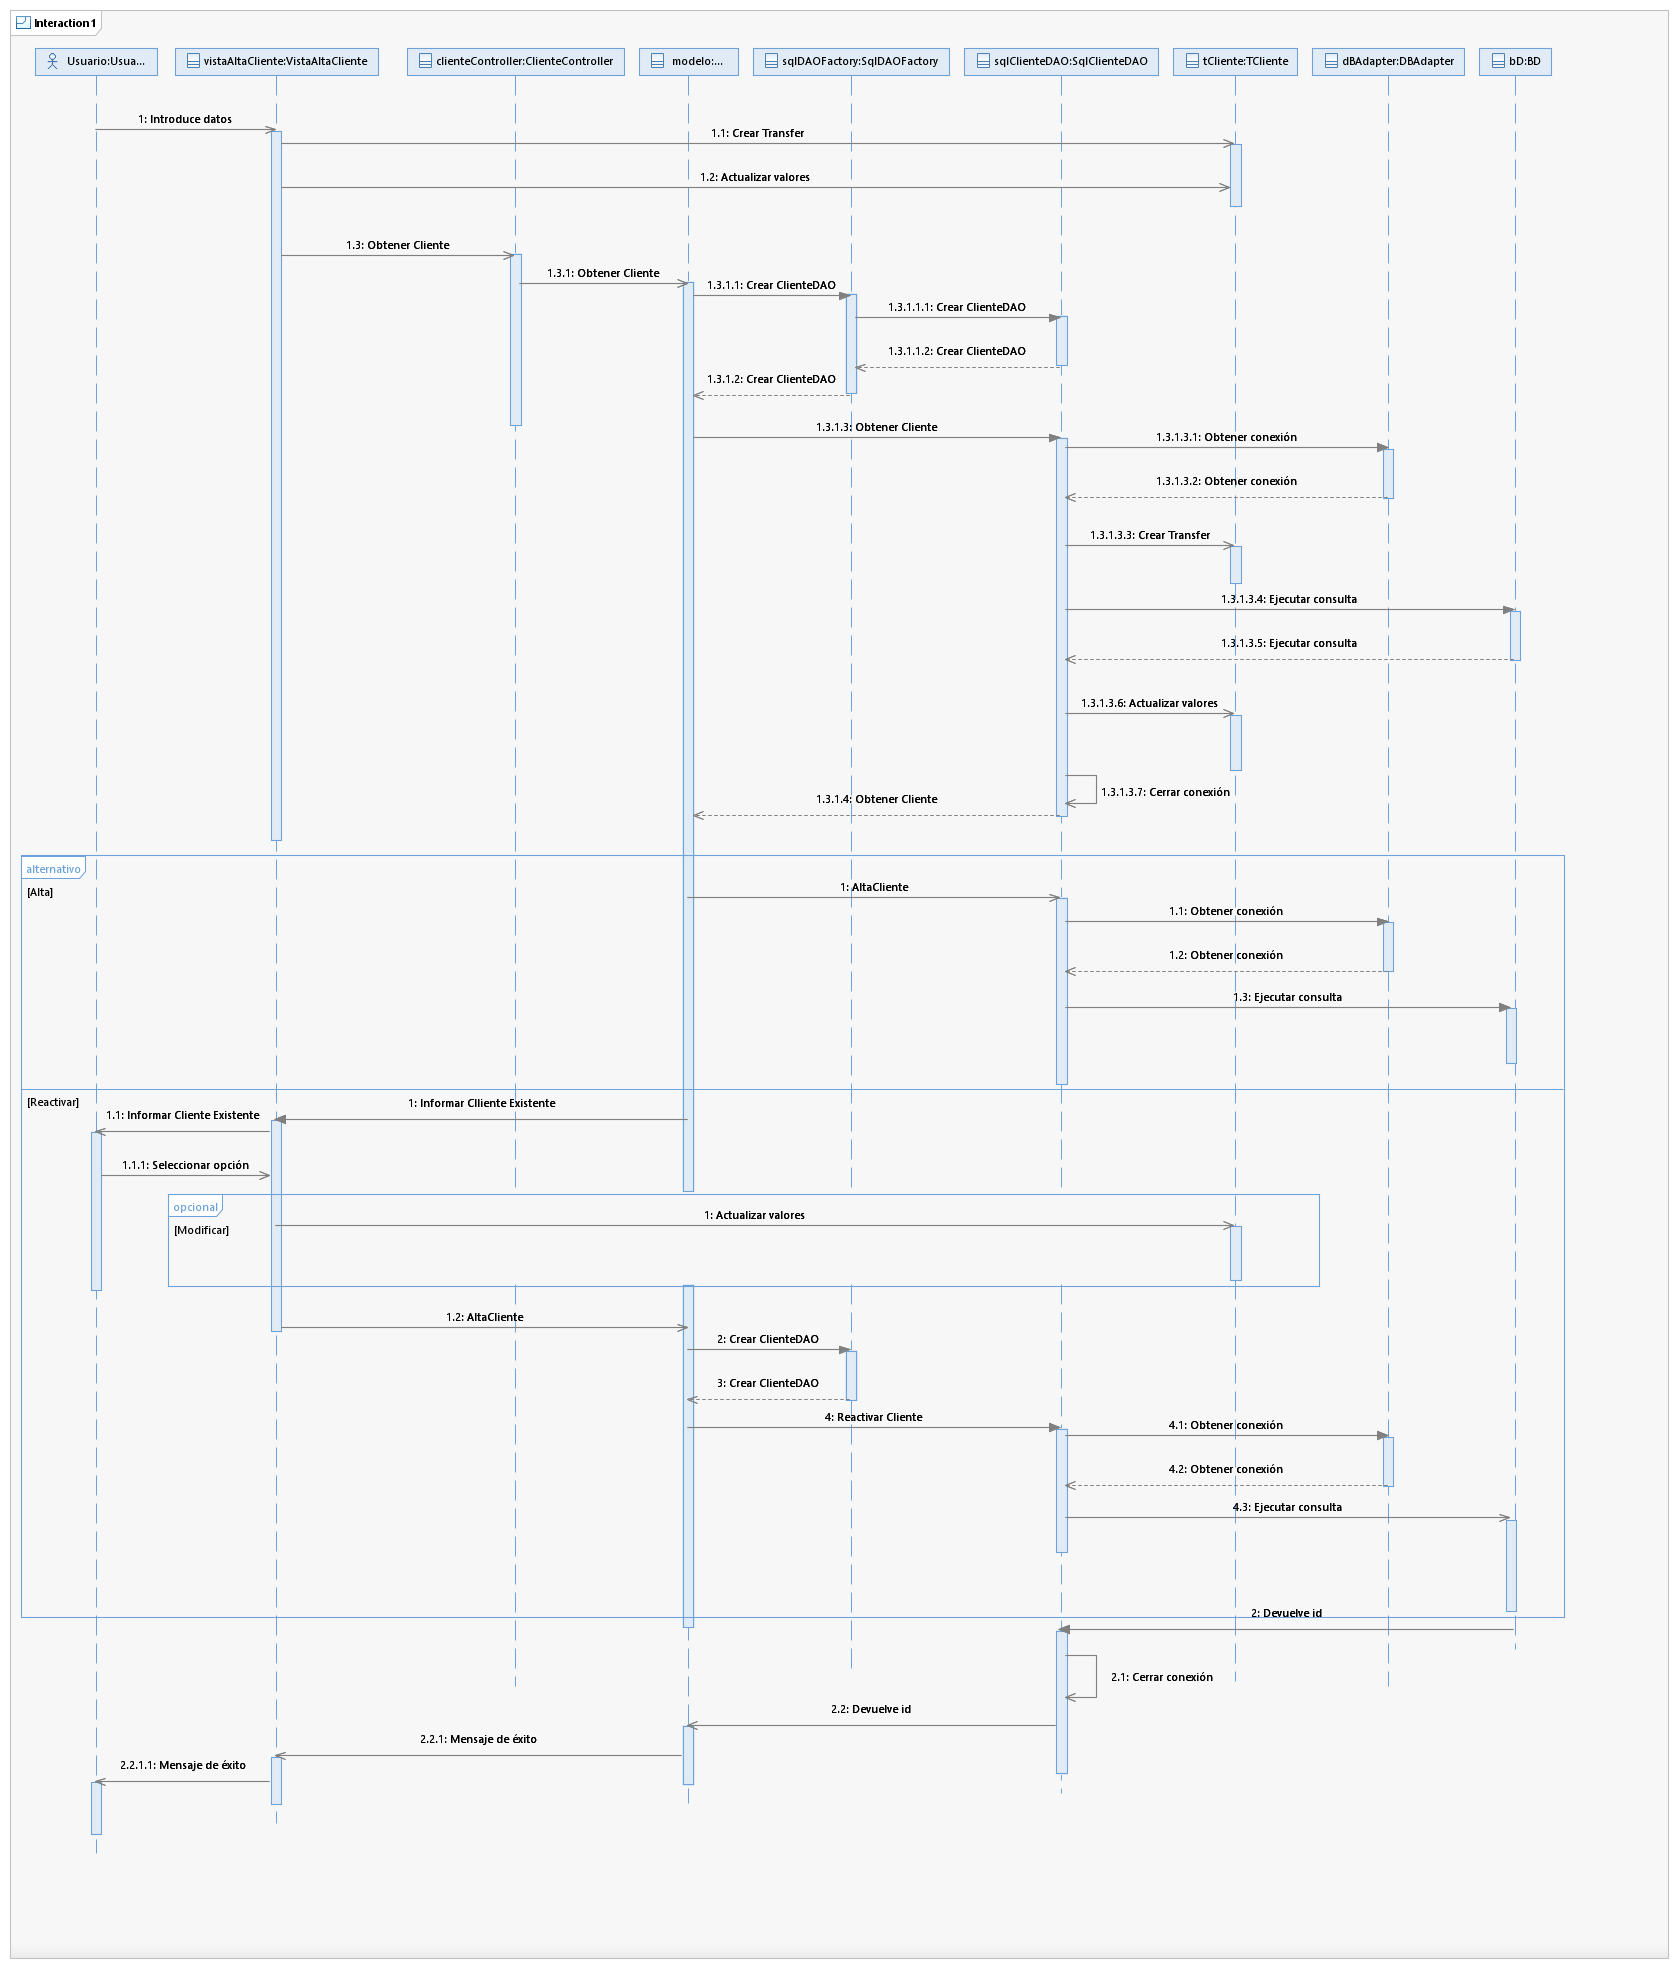 Interaction1
Usuario:Usua...
vistaAltaCliente:VistaAltaCliente
clienteController:ClienteController
modelo:...
sqlDAOFactory:SqlDAOFactory
sqlClienteDAO:SqlClienteDAO
tCliente:TCliente
dBAdapter:DBAdapter
bD:BD
1: Introduce datos
1.1: Crear Transfer
1.2: Actualizar valores
1.3: Obtener Cliente
1.3.1: Obtener Cliente
1.3.1.1: Crear ClienteDAO
1.3.1.1.1: Crear ClienteDAO
1.3.1.1.2: Crear ClienteDAO
1.3.1.2: Crear ClienteDAO
1.3.1.3: Obtener Cliente
1.3.1.3.1: Obtener conexión
1.3.1.3.2: Obtener conexión
1.3.1.3.3: Crear Transfer
1.3.1.3.4: Ejecutar consulta
1.3.1.3.5: Ejecutar consulta
1.3.1.3.6: Actualizar valores
1.3.1.3.7: Cerrar conexión
1.3.1.4: Obtener Cliente
alternativo
[Alta]
1: AltaCliente
1.1: Obtener conexión
1.2: Obtener conexión
1.3: Ejecutar consulta
[Reactivar]
1: Informar Clliente Existente
1.1: Informar Cliente Existente
1.1.1: Seleccionar opción
opcional
[Modificar]
1: Actualizar valores
1.2: AltaCliente
2: Crear ClienteDAO
3: Crear ClienteDAO
4: Reactivar Cliente
4.1: Obtener conexión
4.2: Obtener conexión
4.3: Ejecutar consulta
2: Devuelve id
2.1: Cerrar conexión
2.2: Devuelve id
2.2.1: Mensaje de éxito
2.2.1.1: Mensaje de éxito